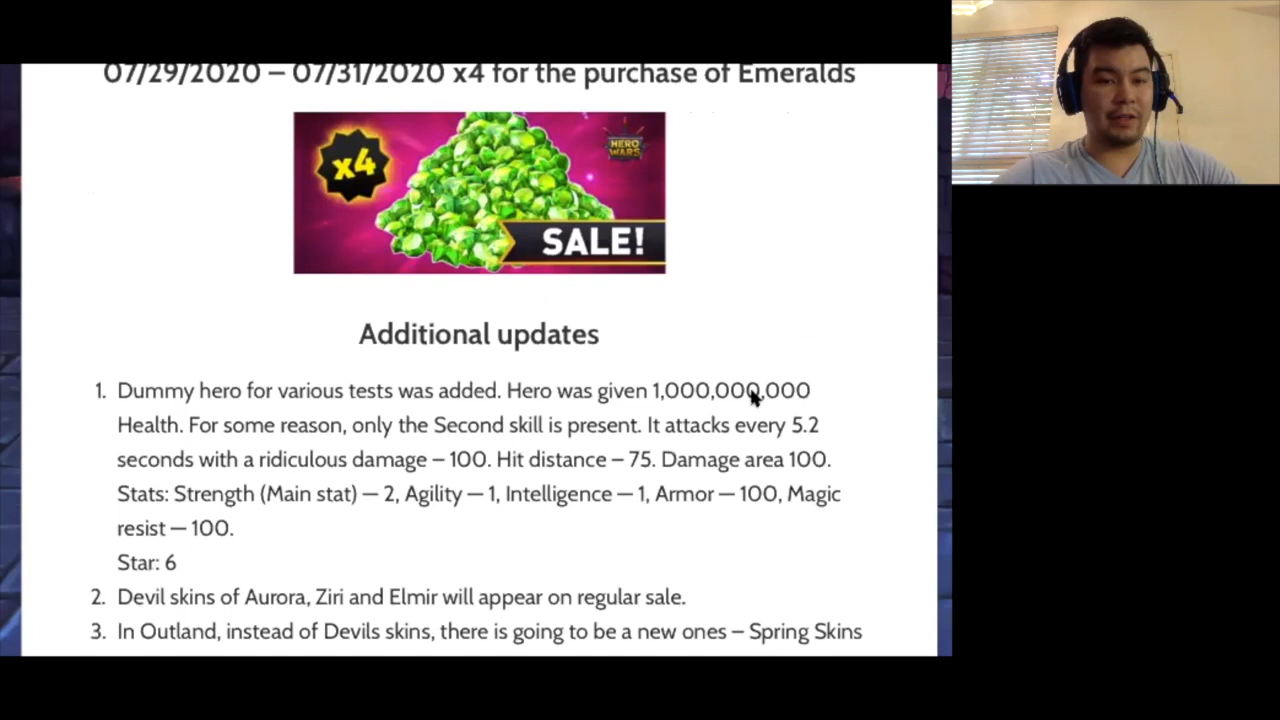 07/29/2020 – 07/31/2020 x4 for the purchase of Emeralds
x4
HERO
WARS
SALE!
Additional updates
1. Dummy hero for various tests was added. Hero was given 1,000,000,000
Health. For some reason, only the Second skill is present. It attacks every 5.2
seconds with a ridiculous damage – 100. Hit distance – 75. Damage area 100.
Stats: Strength (Main stat) — 2, Agility — 1, Intelligence — 1, Armor — 100, Magic
resist — 100.
Star: 6
2. Devil skins of Aurora, Ziri and Elmir will appear on regular sale.
3. In Outland, instead of Devils skins, there is going to be a new ones – Spring Skins